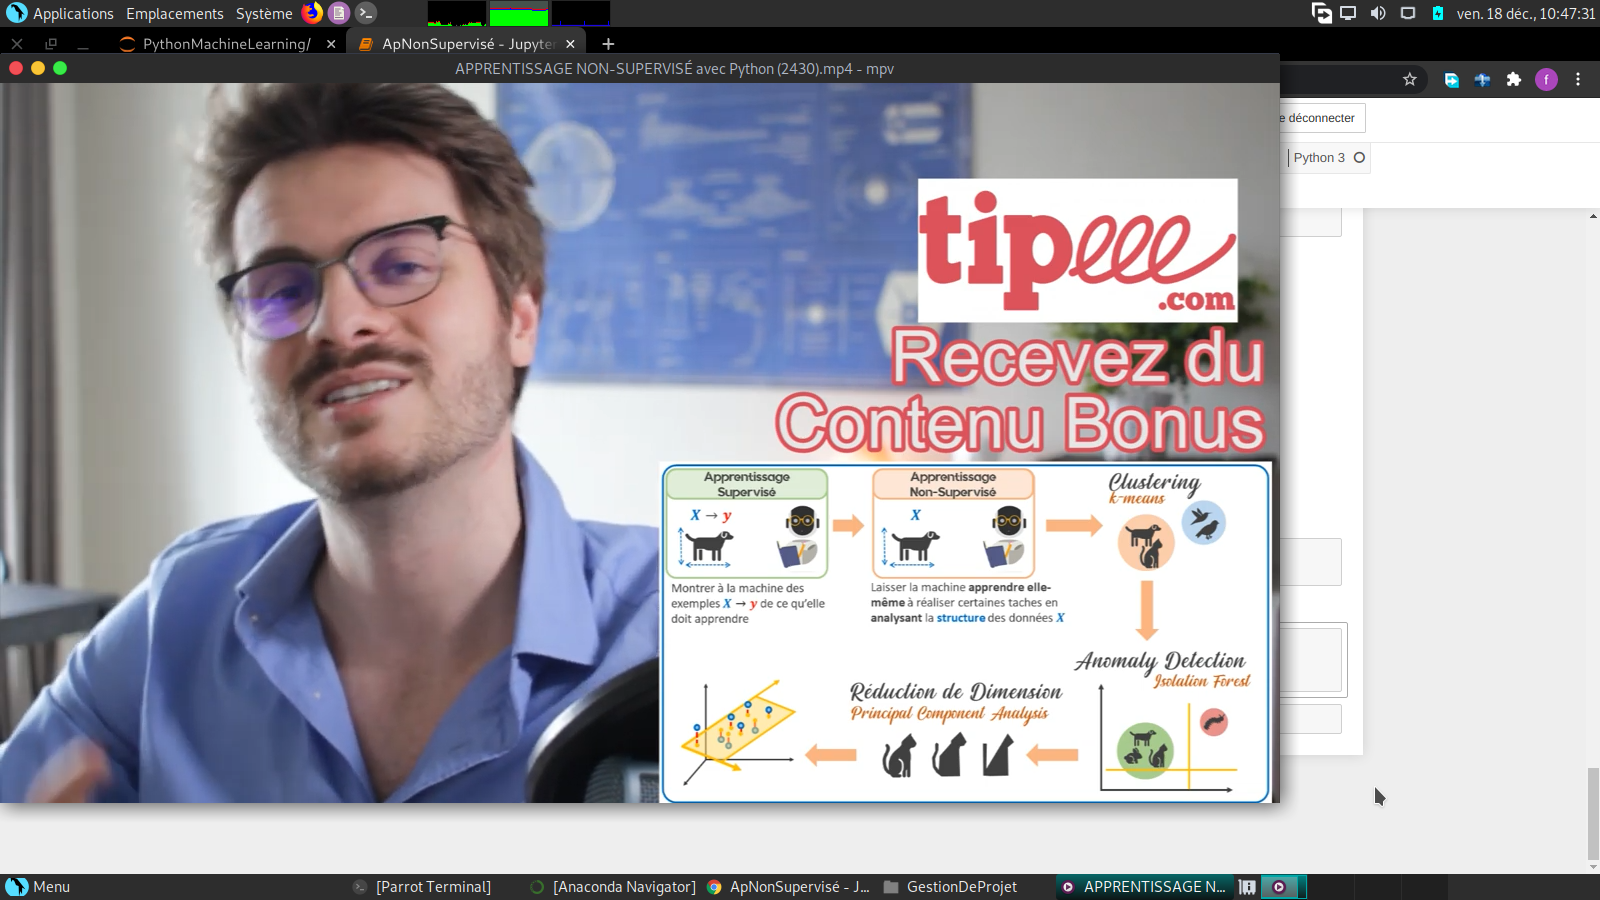 Applications Emplacements Système
ven. 18 déc., 10:47:31
PythonMachineLearning/
ApNonSupervisé - Jupyter
APPRENTISSAGE NON-SUPERVISÉ avec Python (2430).mp4 - mpv
f
e déconnecter
Python 3
tipeee
.com
Recevez du
Contenu Bonus
Apprentissage
Supervisé
X → y
Montrer à la machine des
exemples X → y de ce qu'elle
doit apprendre
Apprentissage
Non-Supervisé
X
Laisser la machine apprendre elle-
même à réaliser certaines taches en
analysant la structure des données X
Clustering
k-means
Anomaly Detection
Isolation Forest
Réduction de Dimension
Principal Component Analysis
Menu
[Parrot Terminal]
[Anaconda Navigator]
ApNonSupervisé - J...
GestionDeProjet
APPRENTISSAGE N...